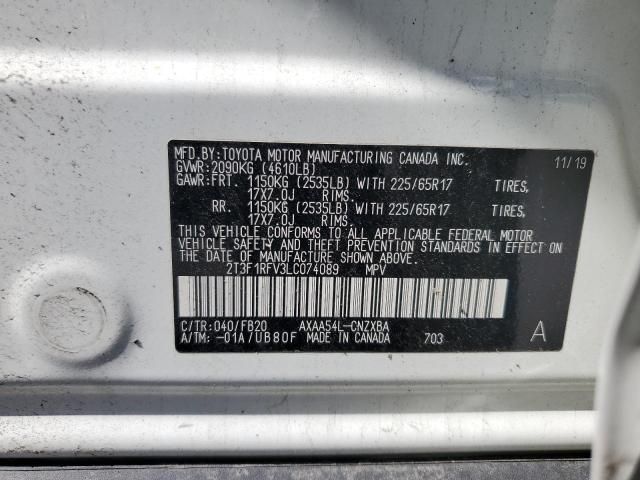 MFD.BY:TOYOTA MOTOR MANUFACTURING CANADA INC. 11/19
GVWR:2090KG (4610LB)
GAWR:FRT. 1150KG (2535LB) WITH 225/65R17 TIRES,
17X7.0J RIMS.
RR. 1150KG (2535LB) WITH 225/65R17 TIRES,
17X7.0J RIMS.
THIS VEHICLE CONFORMS TO ALL APPLICABLE FEDERAL MOTOR
VEHICLE SAFETY AND THEFT PREVENTION STANDARDS IN EFFECT ON
THE DATE OF MANUFACTURE SHOWN ABOVE.
2T3F1RFV3LC074089 MPV
C/TR:040/FB20 AXAA54L-CNZXBA A
A/TM:-01A/UB80F MADE IN CANADA 703